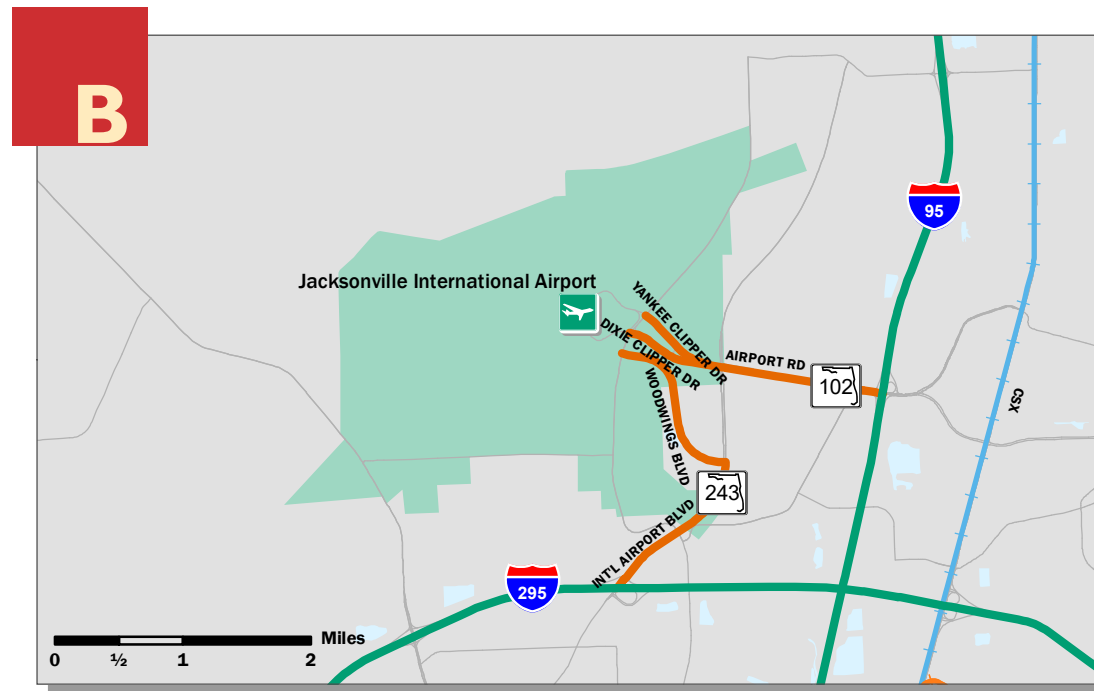 B
95
Jacksonville International Airport
YANKEE CLIPPER DR
DIXIE CLIPPER DR
AIRPORT RD
102
CSX
WOODWINGS BLVD
243
INT'L AIRPORT BLVD
295
Miles
0 ½ 1 2